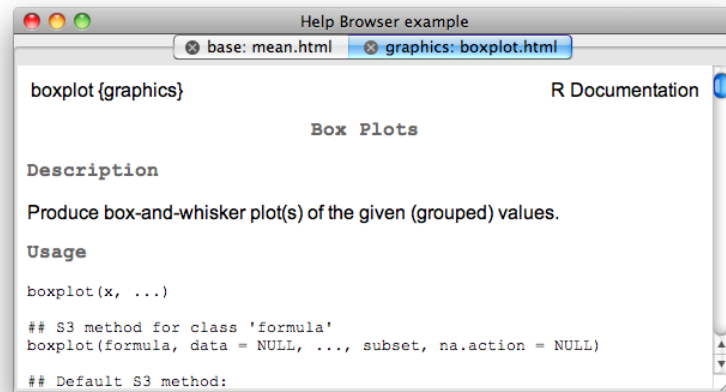 Help Browser example
base: mean.html graphics: boxplot.html
boxplot {graphics} R Documentation
Box Plots
Description
Produce box-and-whisker plot(s) of the given (grouped) values.
Usage
boxplot(x, ...)
## S3 method for class 'formula'
boxplot(formula, data = NULL, ..., subset, na.action = NULL)
## Default S3 method: